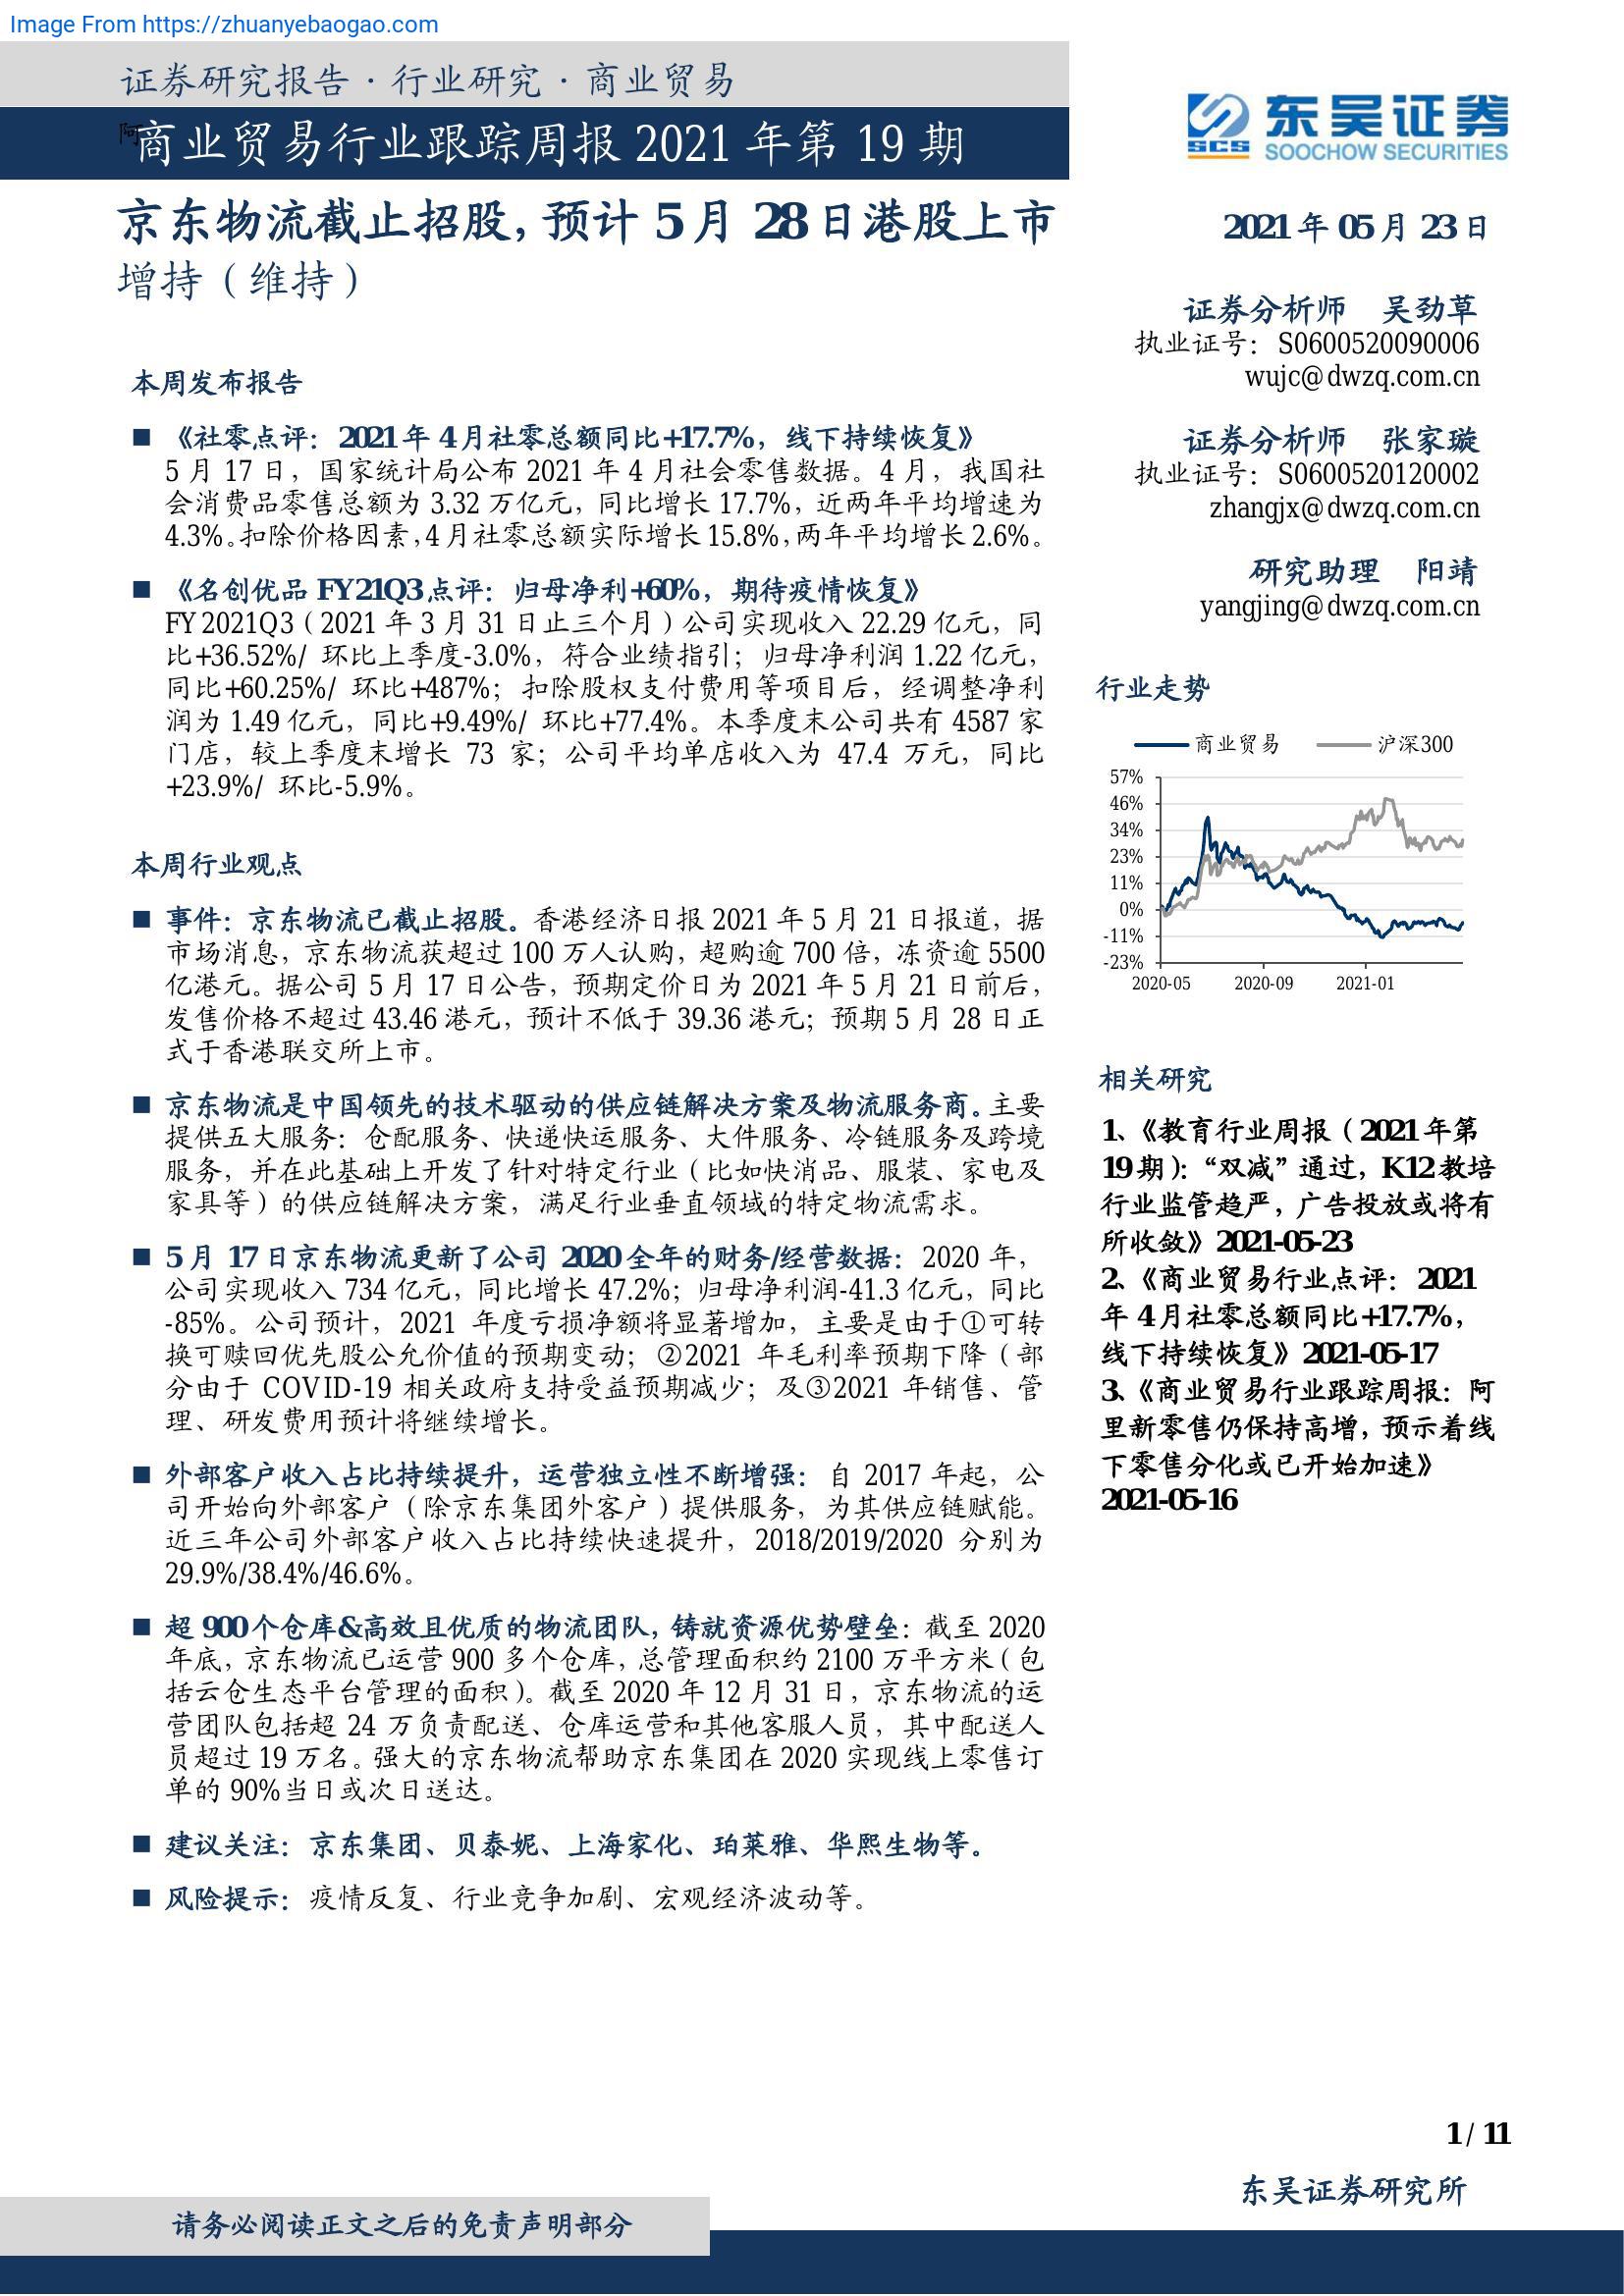 Image From https://zhuanyebaogao.com
证券研究报告·行业研究·商业贸易
阿
商业贸易行业跟踪周报 2021 年第 19 期
京东物流截止招股，预计 5 月 28 日港股上市
增持（维持）
本周发布报告
■ 《社零点评：2021 年 4 月社零总额同比+17.7%，线下持续恢复》
5 月 17 日，国家统计局公布 2021 年 4 月社会零售数据。4 月，我国社
会消费品零售总额为 3.32 万亿元，同比增长 17.7%，近两年平均增速为
4.3%。扣除价格因素，4 月社零总额实际增长 15.8%，两年平均增长 2.6%。
■ 《名创优品 FY21Q3 点评：归母净利+60%，期待疫情恢复》
FY2021Q3（2021 年 3 月 31 日止三个月）公司实现收入 22.29 亿元，同
比+36.52%/ 环比上季度-3.0%，符合业绩指引；归母净利润 1.22 亿元，
同比+60.25%/ 环比+487%；扣除股权支付费用等项目后，经调整净利
润为 1.49 亿元，同比+9.49%/ 环比+77.4%。本季度末公司共有 4587 家
门店，较上季度末增长 73 家；公司平均单店收入为 47.4 万元，同比
+23.9%/ 环比-5.9%。
本周行业观点
■ 事件：京东物流已截止招股。香港经济日报 2021 年 5 月 21 日报道，据
市场消息，京东物流获超过 100 万人认购，超购逾 700 倍，冻资逾 5500
亿港元。据公司 5 月 17 日公告，预期定价日为 2021 年 5 月 21 日前后，
发售价格不超过 43.46 港元，预计不低于 39.36 港元；预期 5 月 28 日正
式于香港联交所上市。
■ 京东物流是中国领先的技术驱动的供应链解决方案及物流服务商。主要
提供五大服务：仓配服务、快递快运服务、大件服务、冷链服务及跨境
服务，并在此基础上开发了针对特定行业（比如快消品、服装、家电及
家具等）的供应链解决方案，满足行业垂直领域的特定物流需求。
■ 5 月 17 日京东物流更新了公司 2020 全年的财务/经营数据：2020 年，
公司实现收入 734 亿元，同比增长 47.2%；归母净利润-41.3 亿元，同比
-85%。公司预计，2021 年度亏损净额将显著增加，主要是由于①可转
换可赎回优先股公允价值的预期变动；②2021 年毛利率预期下降（部
分由于 COVID-19 相关政府支持受益预期减少；及③2021 年销售、管
理、研发费用预计将继续增长。
■ 外部客户收入占比持续提升，运营独立性不断增强：自 2017 年起，公
司开始向外部客户（除京东集团外客户）提供服务，为其供应链赋能。
近三年公司外部客户收入占比持续快速提升，2018/2019/2020 分别为
29.9%/38.4%/46.6%。
■ 超 900 个仓库&高效且优质的物流团队，铸就资源优势壁垒：截至 2020
年底，京东物流已运营 900 多个仓库，总管理面积约 2100 万平方米（包
括云仓生态平台管理的面积）。截至 2020 年 12 月 31 日，京东物流的运
营团队包括超 24 万负责配送、仓库运营和其他客服人员，其中配送人
员超过 19 万名。强大的京东物流帮助京东集团在 2020 实现线上零售订
单的 90%当日或次日送达。
■ 建议关注：京东集团、贝泰妮、上海家化、珀莱雅、华熙生物等。
■ 风险提示：疫情反复、行业竞争加剧、宏观经济波动等。
SCS 东吴证券
SOOCHOW SECURITIES
2021 年 05 月 23 日
证券分析师 吴劲草
执业证号：S0600520090006
wujc@dwzq.com.cn
证券分析师 张家璇
执业证号：S0600520120002
zhangjx@dwzq.com.cn
研究助理 阳靖
yangjing@dwzq.com.cn
行业走势
商业贸易 沪深300
57%
46%
34%
23%
11%
0%
-11%
-23%
2020-05 2020-09 2021-01
相关研究
1、《教育行业周报（2021 年第
19 期）：“双减”通过，K12 教培
行业监管趋严，广告投放或将有
所收敛》2021-05-23
2、《商业贸易行业点评：2021
年 4 月社零总额同比+17.7%，
线下持续恢复》2021-05-17
3、《商业贸易行业跟踪周报：阿
里新零售仍保持高增，预示着线
下零售分化或已开始加速》
2021-05-16
1 / 11
东吴证券研究所
请务必阅读正文之后的免责声明部分